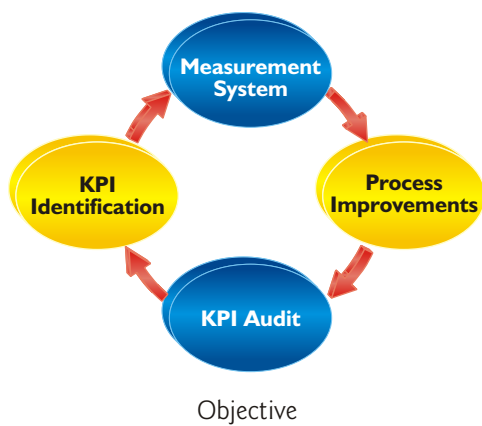 Measurement
System
KPI
Identification
Process
Improvements
KPI Audit
Objective